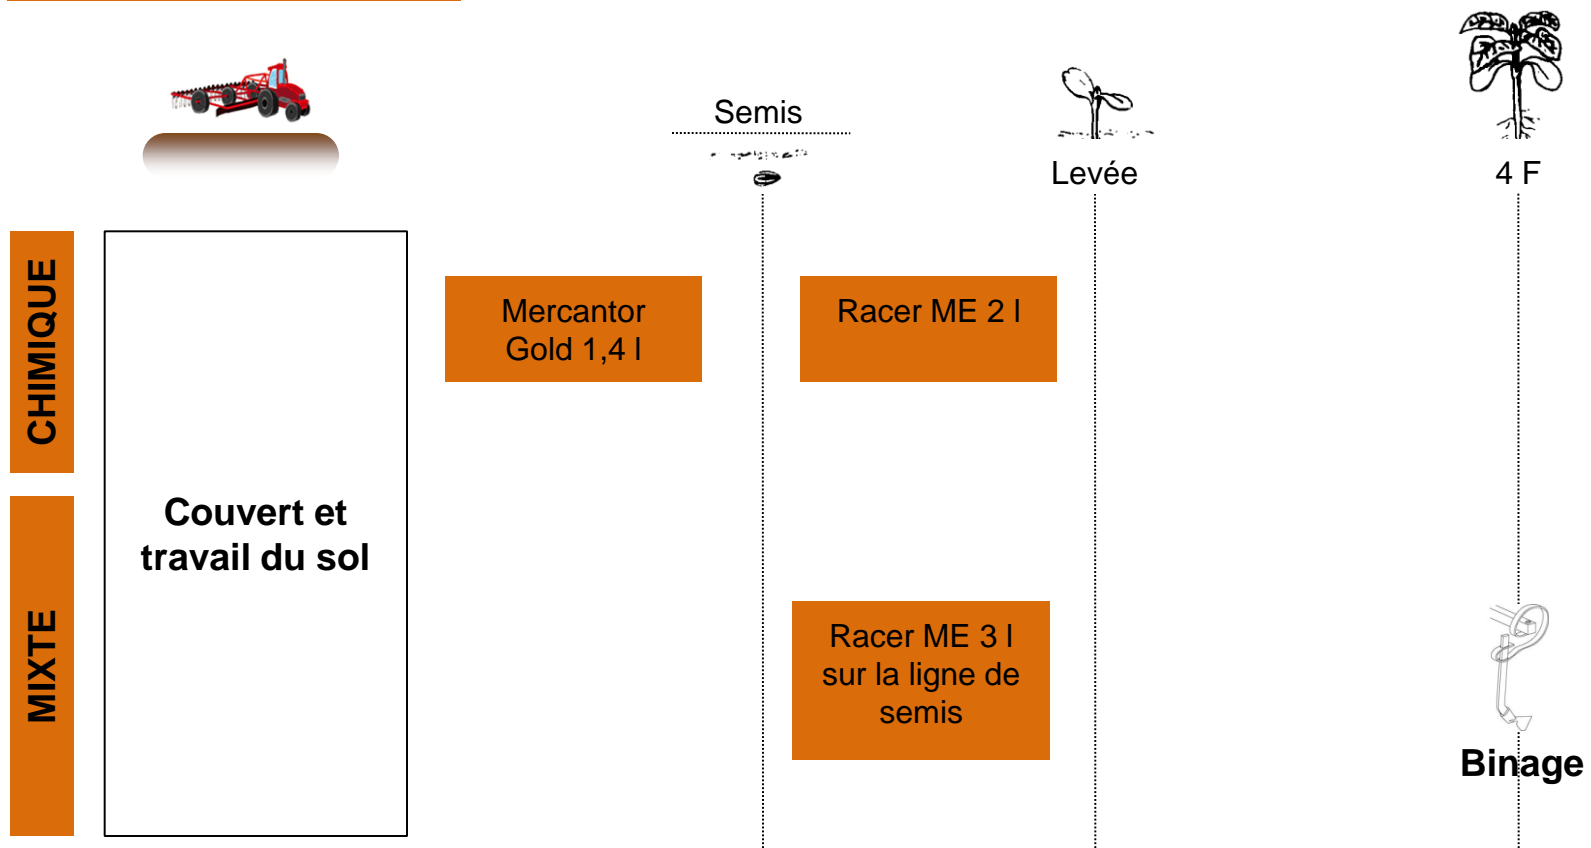 Semis
Levée
4 F
CHIMIQUE
Mercantor
Gold 1,4 l
Racer ME 2 l
Couvert et
travail du sol
MIXTE
Racer ME 3 l
sur la ligne de
semis
Binage